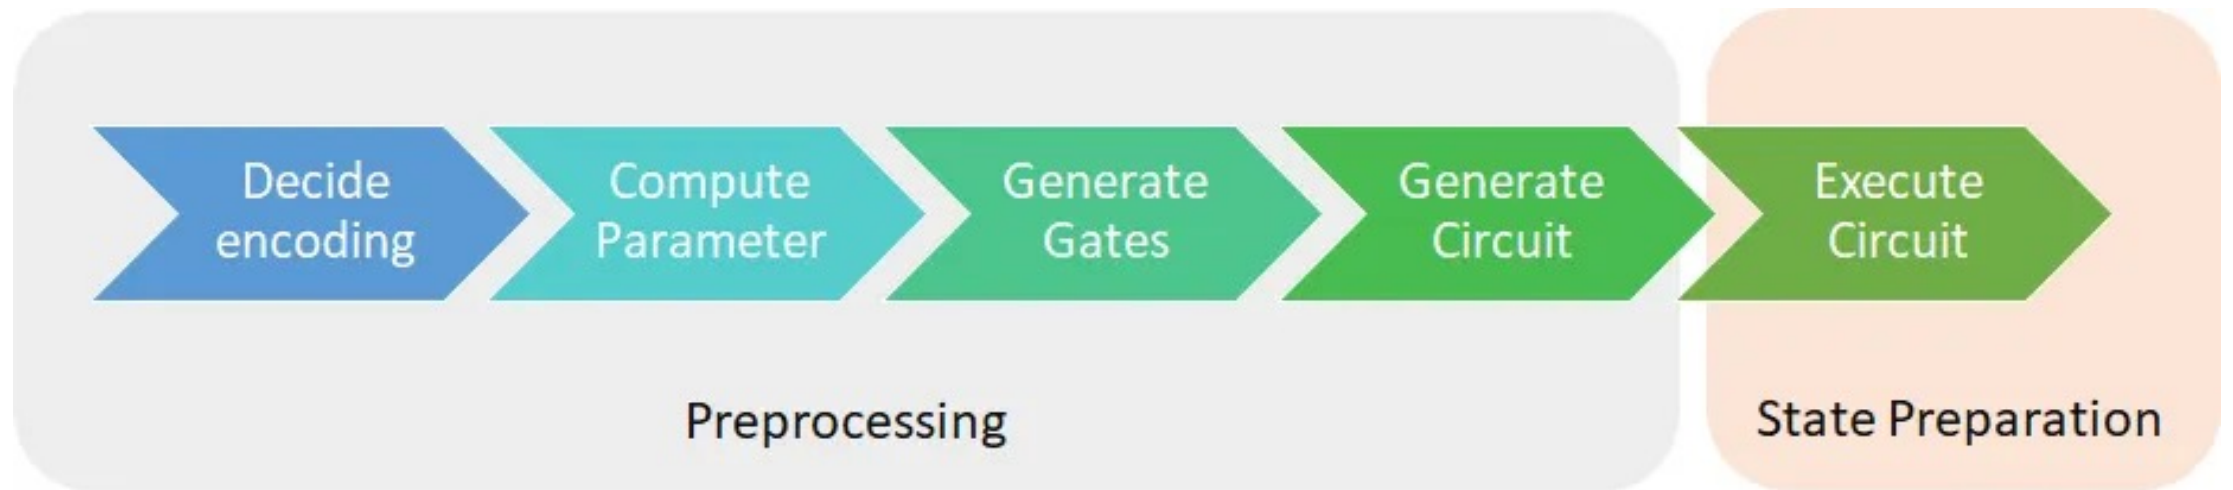 Decide
encoding
Compute
Parameter
Generate
Gates
Generate
Circuit
Execute
Circuit
Preprocessing
State Preparation